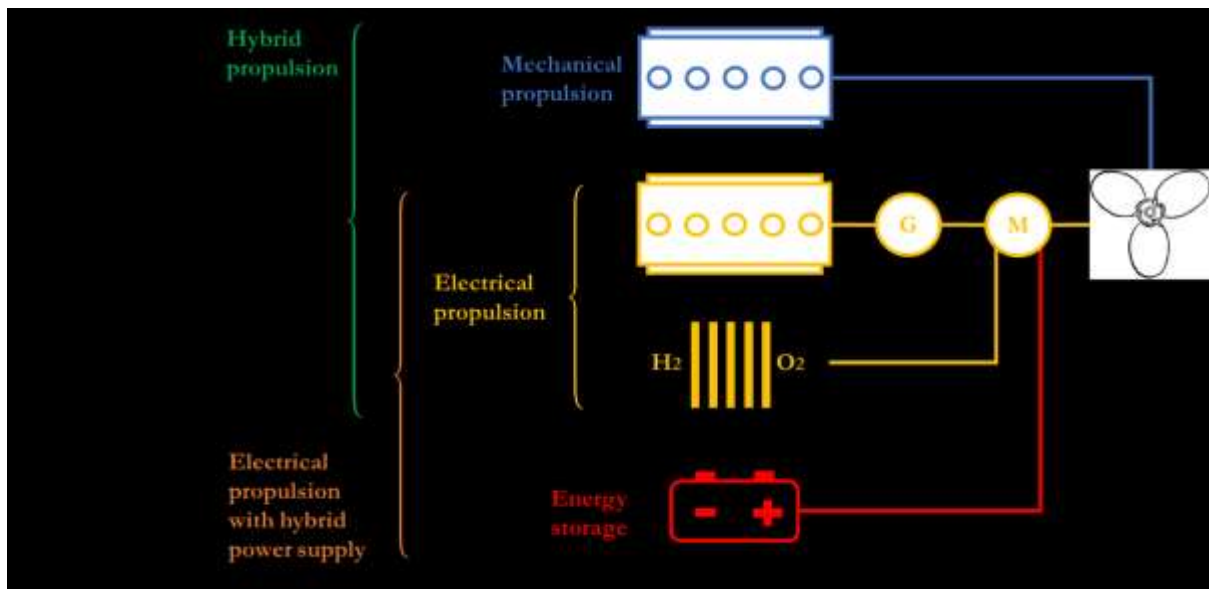 Hybrid
propulsion
Mechanical
propulsion
G
M
Electrical
propulsion
H2
O2
Electrical
propulsion
with hybrid
power supply
Energy
storage
- +